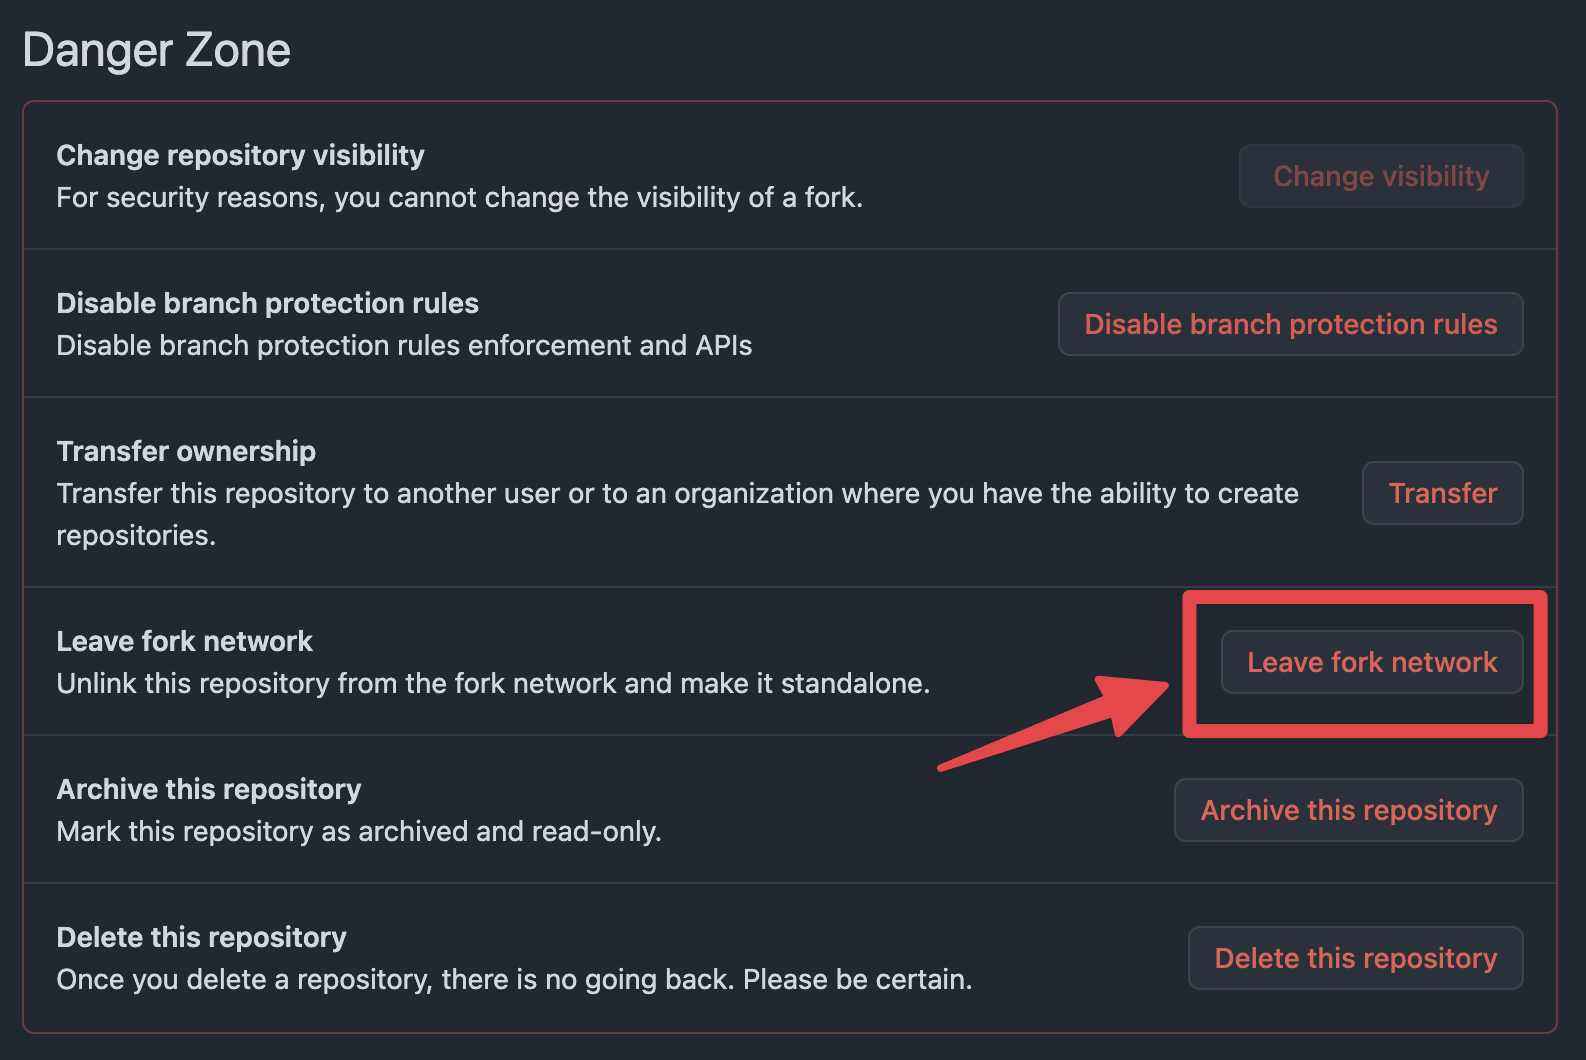 Danger Zone
Change repository visibility
For security reasons, you cannot change the visibility of a fork.
Change visibility
Disable branch protection rules
Disable branch protection rules enforcement and APIs
Disable branch protection rules
Transfer ownership
Transfer this repository to another user or to an organization where you have the ability to create
repositories.
Transfer
Leave fork network
Unlink this repository from the fork network and make it standalone.
Leave fork network
Archive this repository
Mark this repository as archived and read-only.
Archive this repository
Delete this repository
Once you delete a repository, there is no going back. Please be certain.
Delete this repository